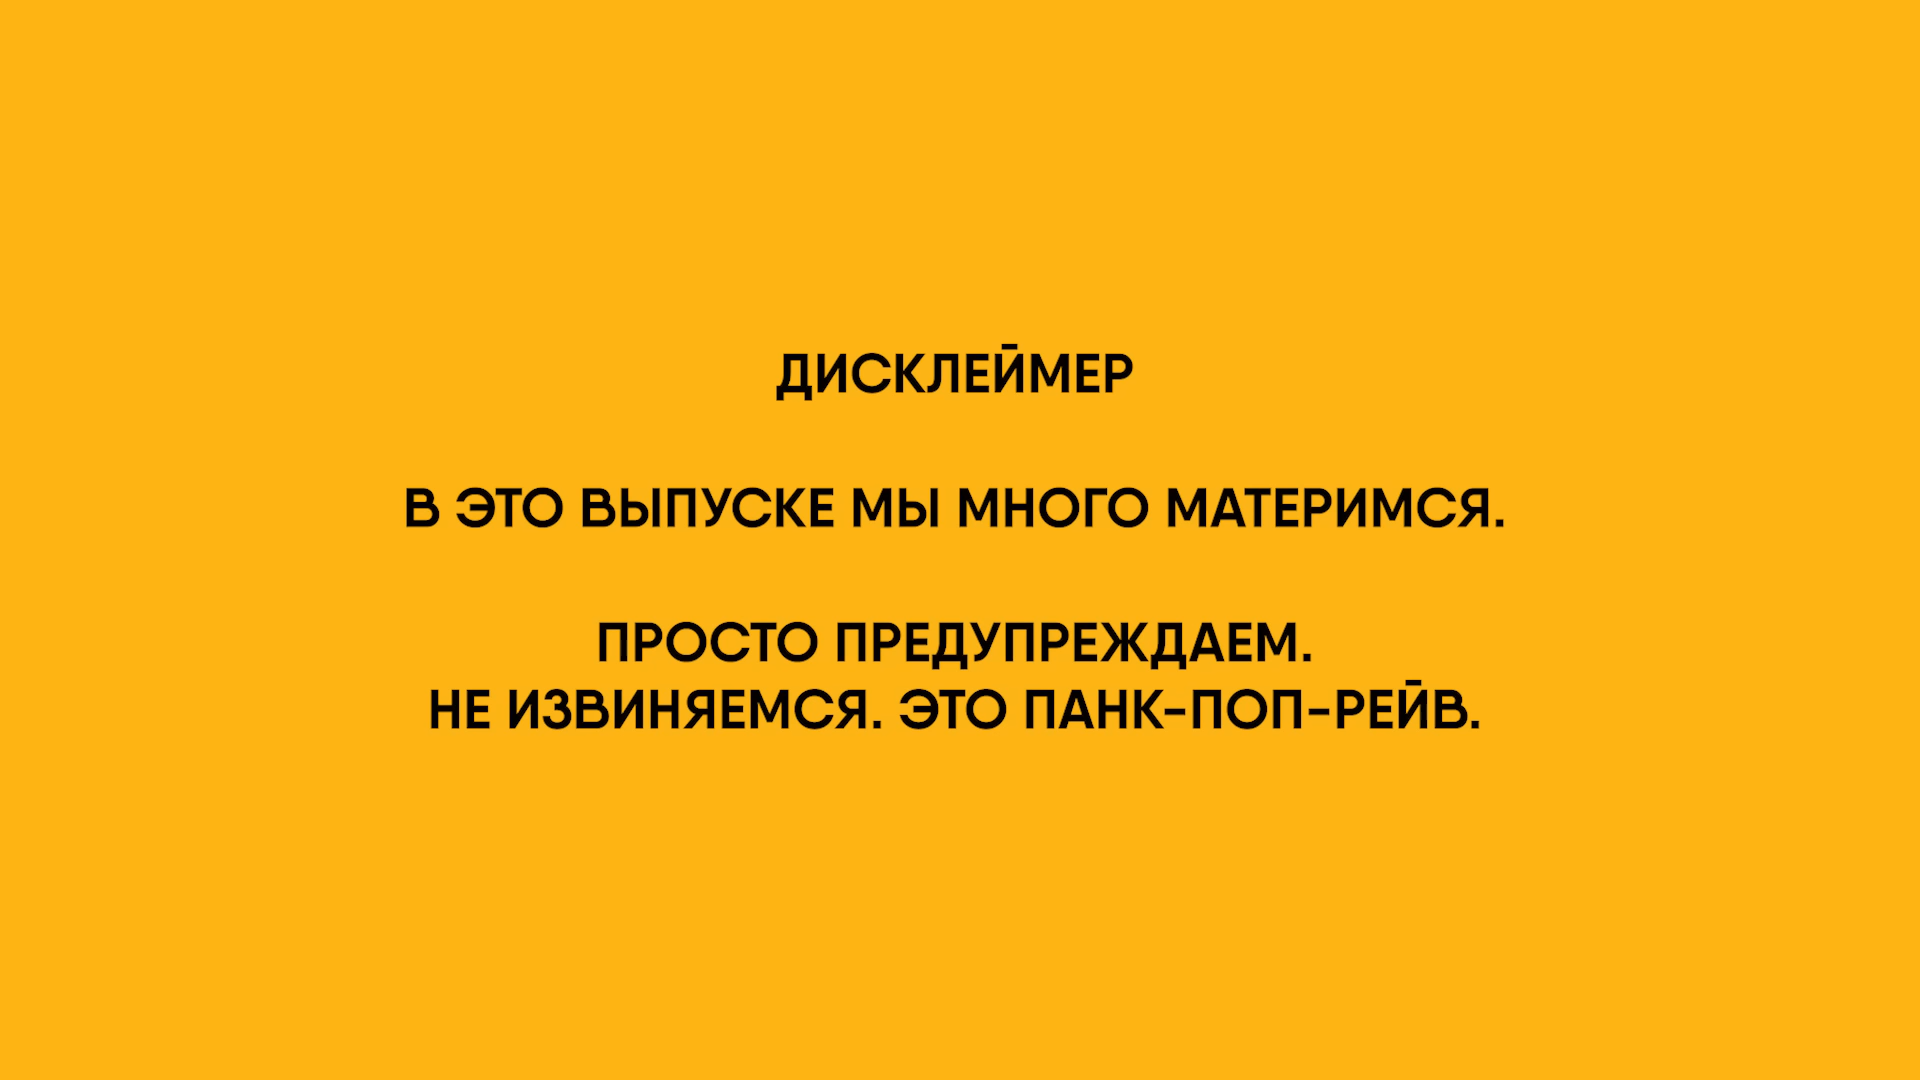 ДИСКЛЕЙМЕР
В ЭТО ВЫПУСКЕ МЫ МНОГО МАТЕРИМСЯ.
ПРОСТО ПРЕДУПРЕЖДАЕМ.
НЕ ИЗВИНЯЕМСЯ. ЭТО ПАНК-ПОП-РЕЙВ.